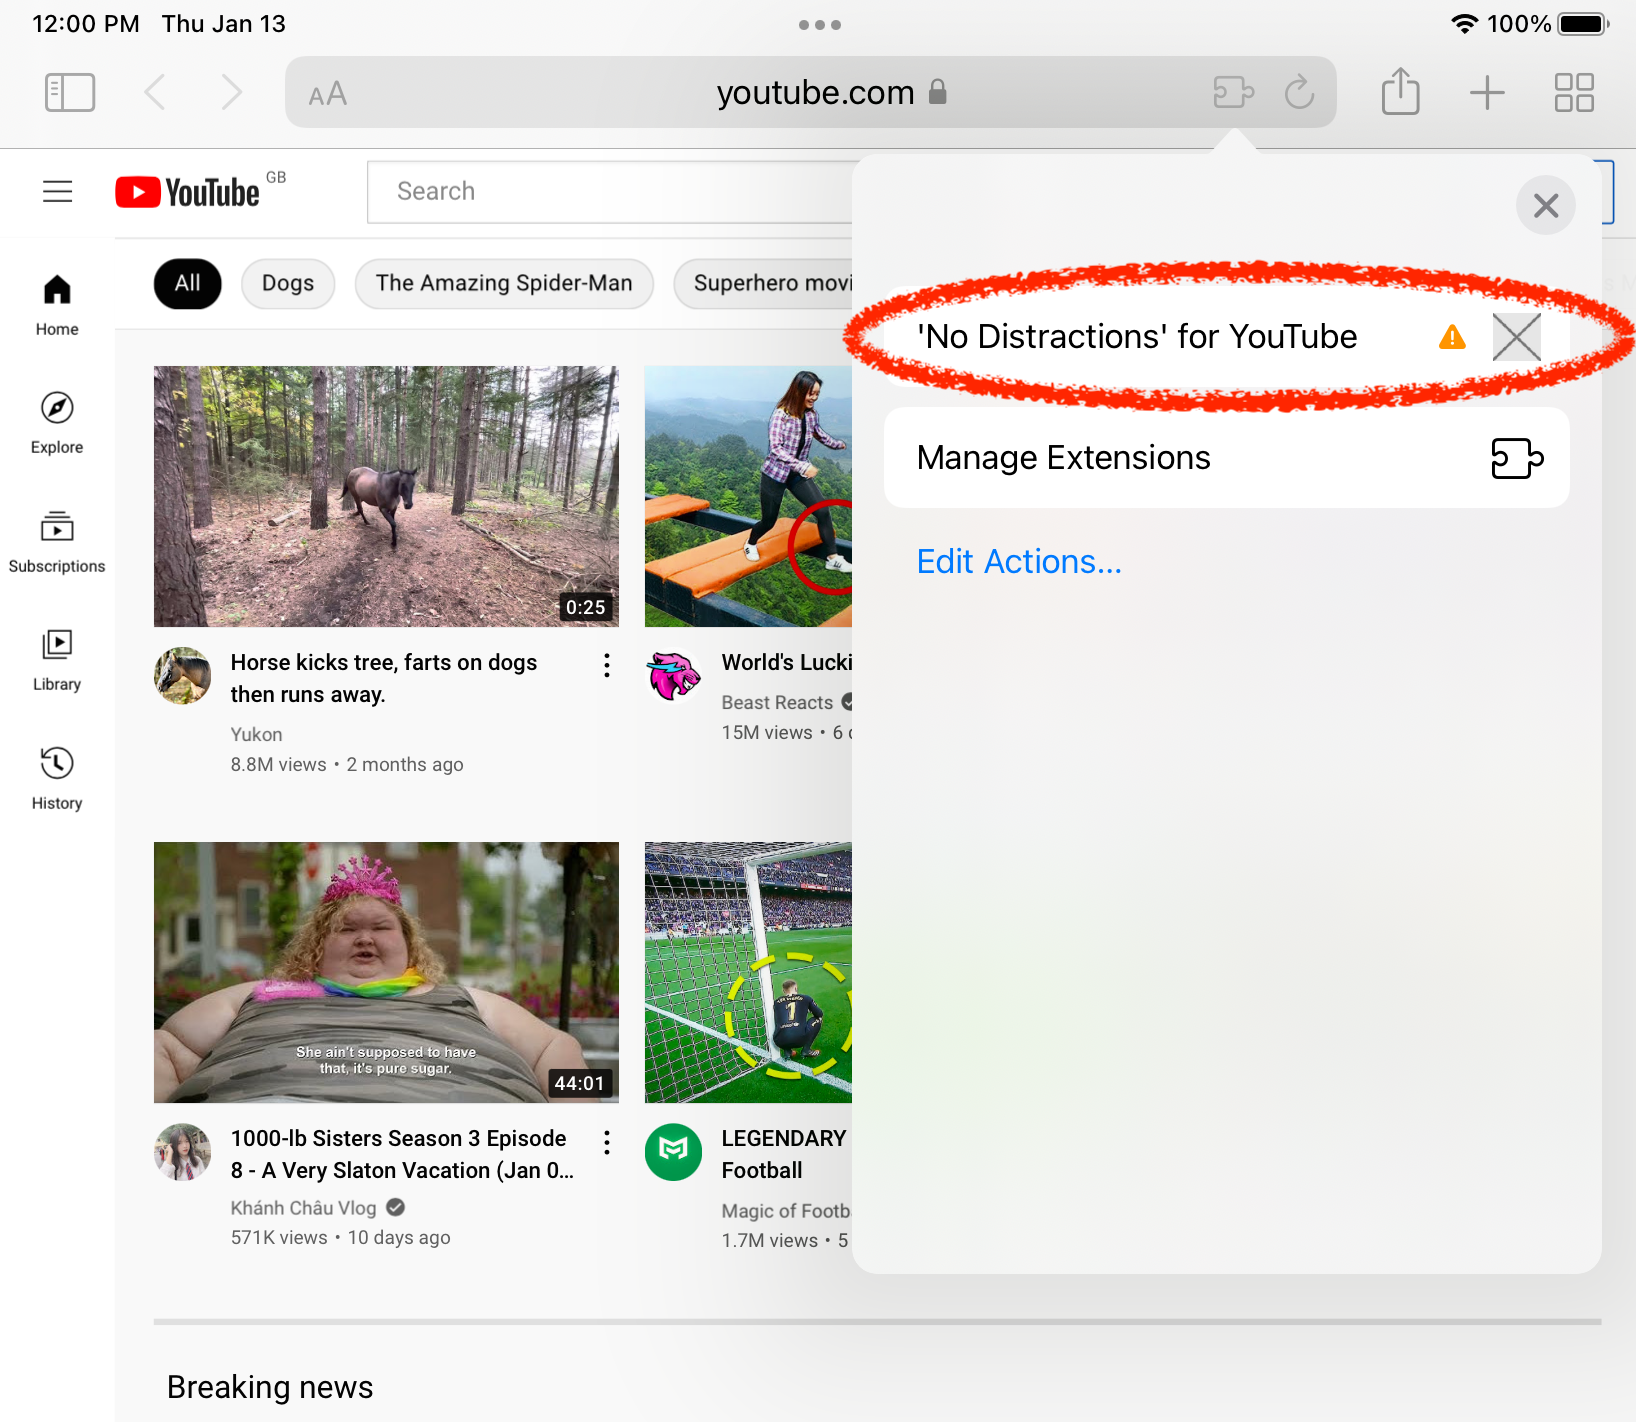 12:00 PM Thu Jan 13
100%
AA
youtube.com
YouTube GB
Search
All
Dogs
The Amazing Spider-Man
Superhero movi
'No Distractions' for YouTube
Manage Extensions
Edit Actions...
Home
Explore
Subscriptions
Library
History
0:25
Horse kicks tree, farts on dogs
then runs away.
Yukon
8.8M views • 2 months ago
World's Lucki
Beast Reacts
15M views • 6
She ain't supposed to have
that, it's pure sugar.
44:01
1000-lb Sisters Season 3 Episode
8 - A Very Slaton Vacation (Jan 0...
Khánh Châu Vlog
571K views • 10 days ago
1
LEGENDARY
Football
Magic of Footb
1.7M views • 5
Breaking news